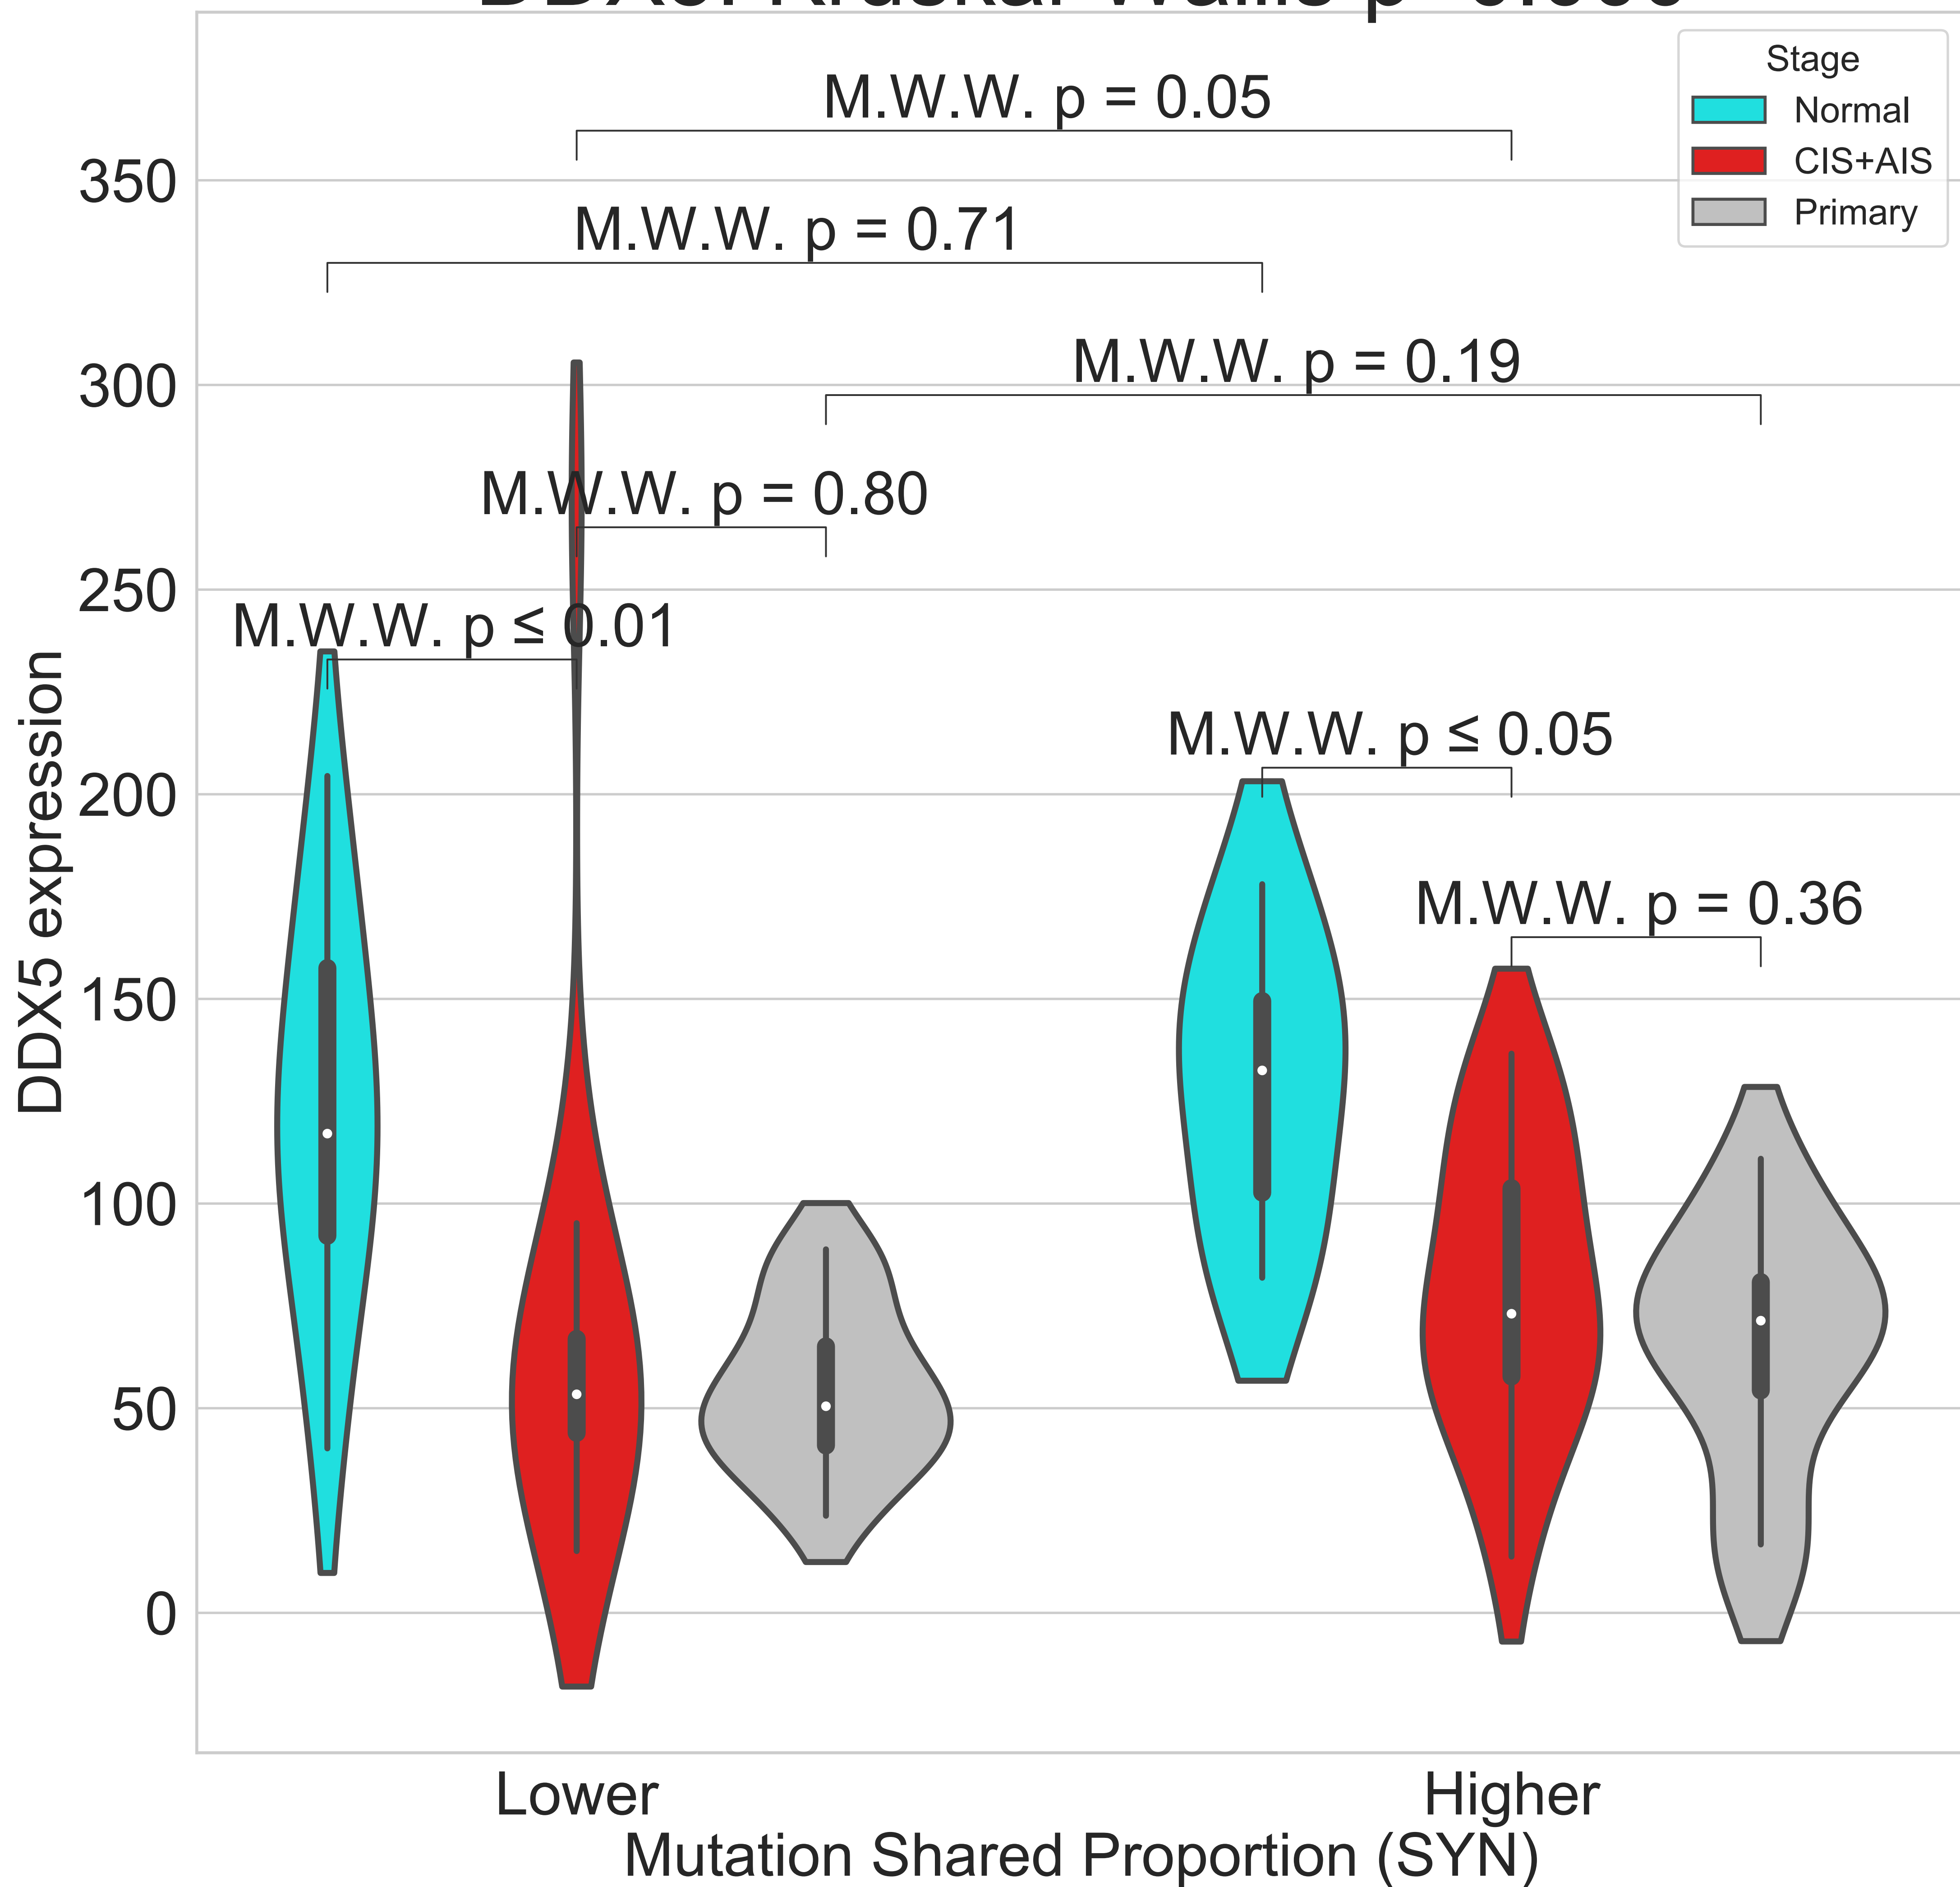 Stage
Normal
CIS+AIS
Primary
M.W.W. p = 0.05
M.W.W. p = 0.71
M.W.W. p = 0.19
M.W.W. p = 0.80
M.W.W. p ≤ 0.01
M.W.W. p ≤ 0.05
M.W.W. p = 0.36
350
300
250
200
150
100
50
0
DDX5 expression
Lower
Higher
Mutation Shared Proportion (SYN)